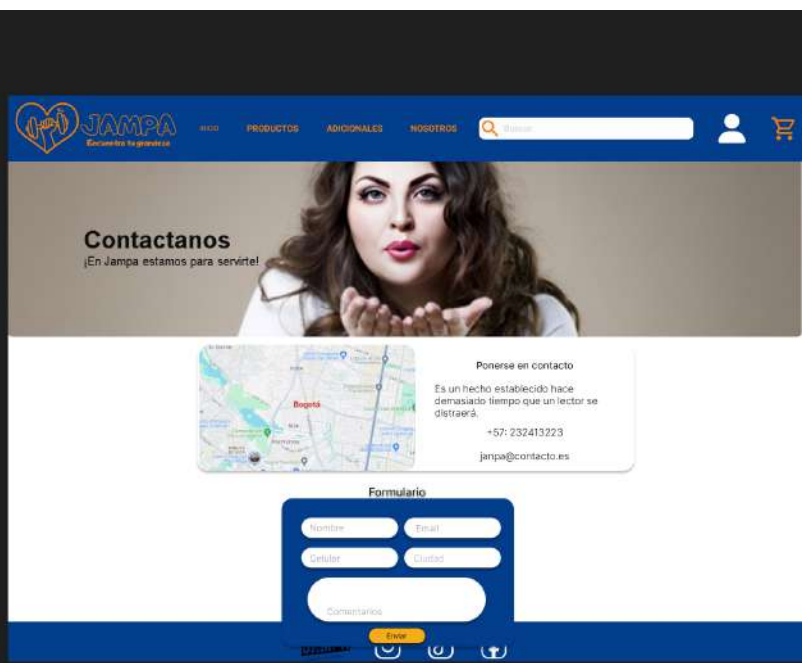 JAMPA
Encuentra tu grandeza
INICIO
PRODUCTOS
ADICIONALES
NOSOTROS
Buscar
Contactanos
¡En Jampa estamos para servirte!
Bogotá
Ponerse en contacto
Es un hecho establecido hace
demasiado tiempo que un lector se
distraerá.
+57: 232413223
janpa@contacto.es
Formulario
Nombre
Email
Celular
Ciudad
Comentarios
Enviar